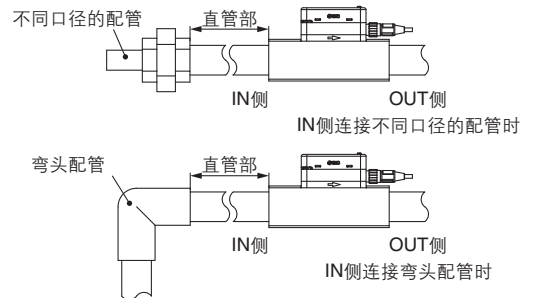 不同口径的配管
直管部
IN侧
OUT侧
IN侧连接不同口径的配管时
弯头配管
直管部
IN侧
OUT侧
IN侧连接弯头配管时